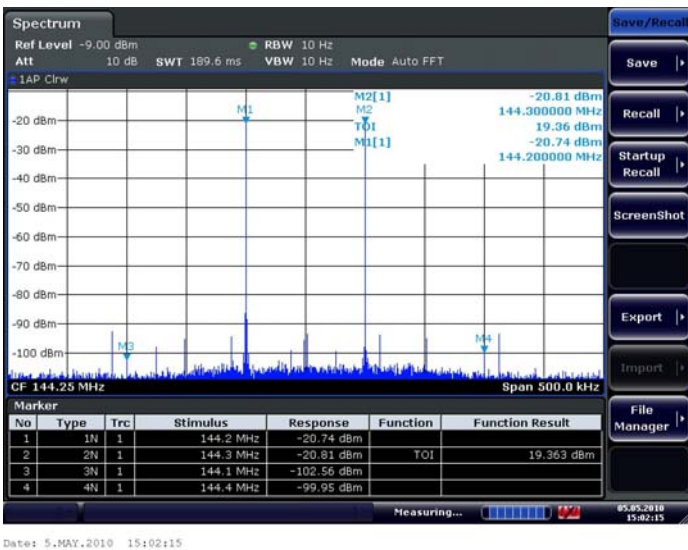 Spectrum
Ref Level -9.00 dBm RBW 10 Hz
Att 10 dB SWT 189.6 ms VBW 10 Hz Mode Auto FFT
1AP Clrw
M2[1] -20.81 dBm
144.300000 MHz
TOI 19.36 dBm
M1[1] -20.74 dBm
144.200000 MHz
M1
M2
-20 dBm
-30 dBm
-40 dBm
-50 dBm
-60 dBm
-70 dBm
-80 dBm
-90 dBm
M3
M4
-100 dBm
CF 144.25 MHz Span 500.0 kHz
Marker
No Type Trc Stimulus Response Function Function Result
1 1N 1 144.2 MHz -20.74 dBm
2 2N 1 144.3 MHz -20.81 dBm TOI 19.363 dBm
3 3N 1 144.1 MHz -102.56 dBm
4 4N 1 144.4 MHz -99.95 dBm
Measuring... 05.05.2010
15:02:15
Save/Recall
Save
Recall
Startup
Recall
ScreenShot
Export
Import
File
Manager
Date: 5.MAY.2010 15:02:15